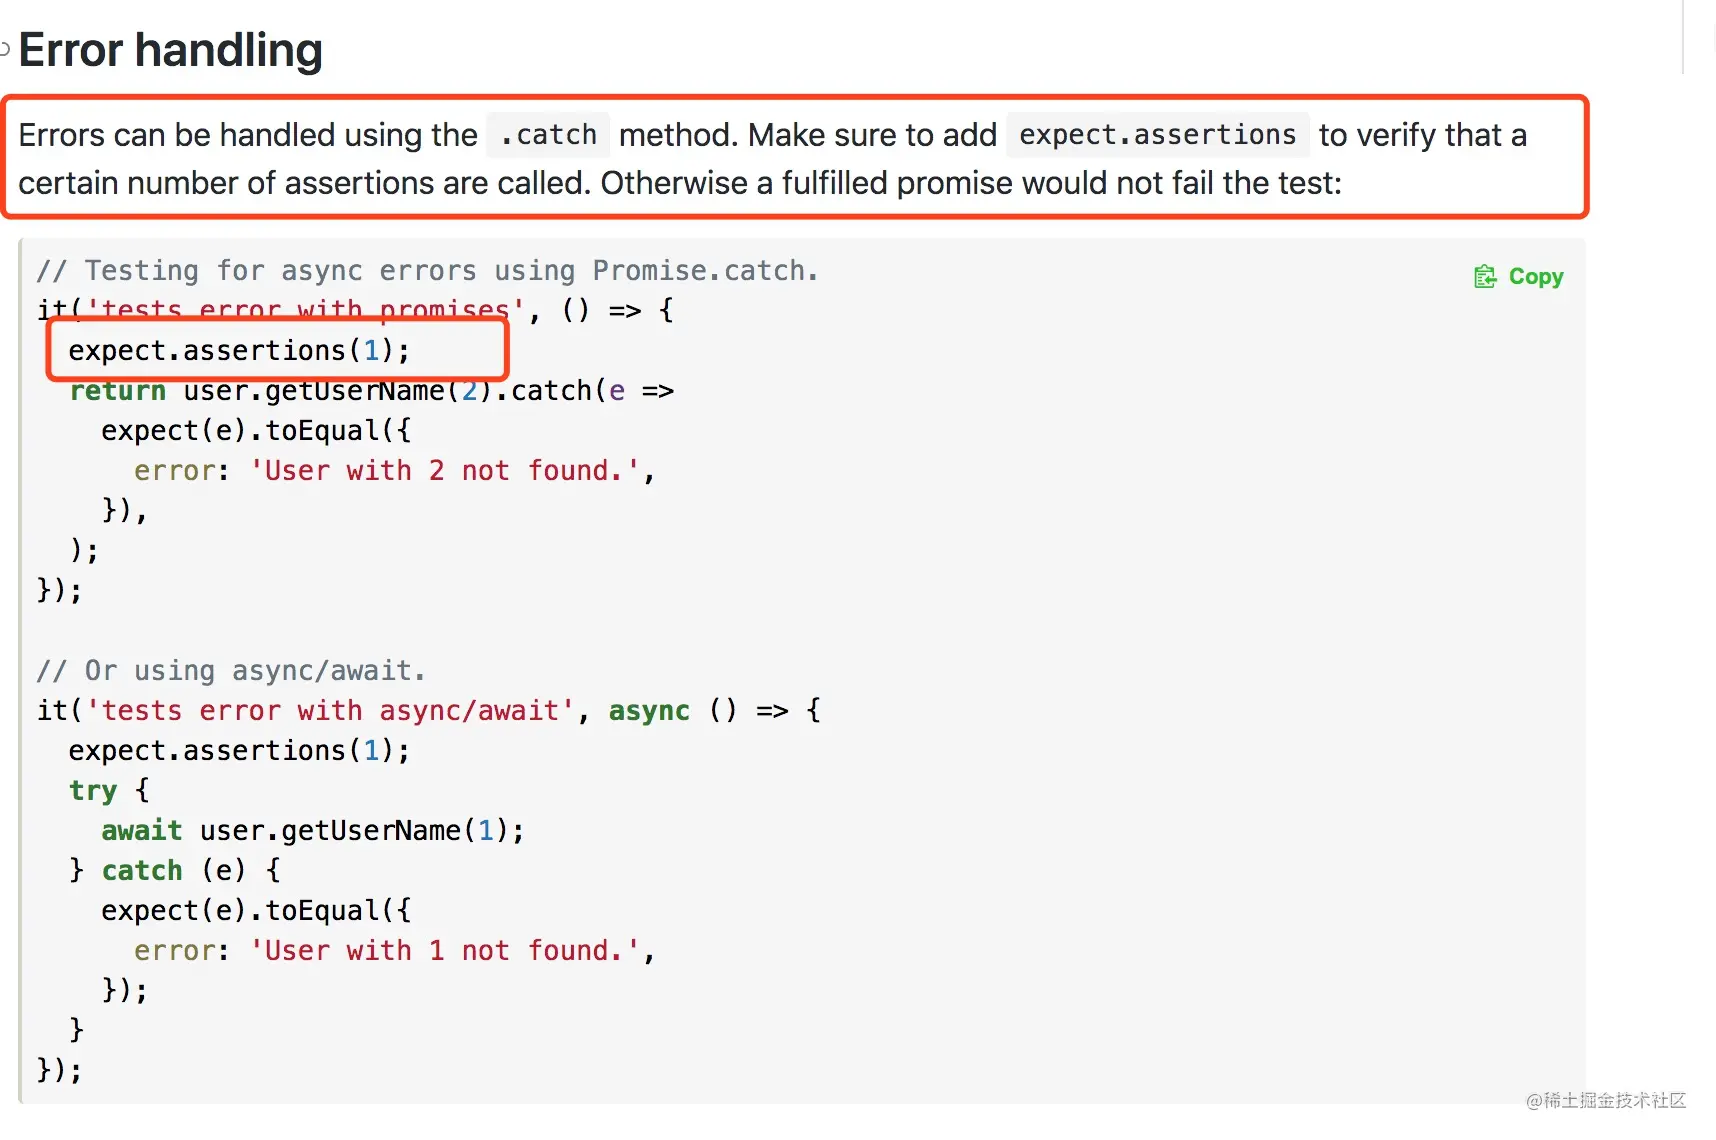 Error handling
Errors can be handled using the .catch method. Make sure to add expect.assertions to verify that a
certain number of assertions are called. Otherwise a fulfilled promise would not fail the test:
// Testing for async errors using Promise.catch.
Copy
it('tests error with promises', () => {
  expect.assertions(1);
  return user.getUserName(2).catch(e =>
    expect(e).toEqual({
      error: 'User with 2 not found.',
    }),
  );
});
// Or using async/await.
it('tests error with async/await', async () => {
  expect.assertions(1);
  try {
    await user.getUserName(1);
  } catch (e) {
    expect(e).toEqual({
      error: 'User with 1 not found.',
    });
  }
});
@稀土掘金技术社区